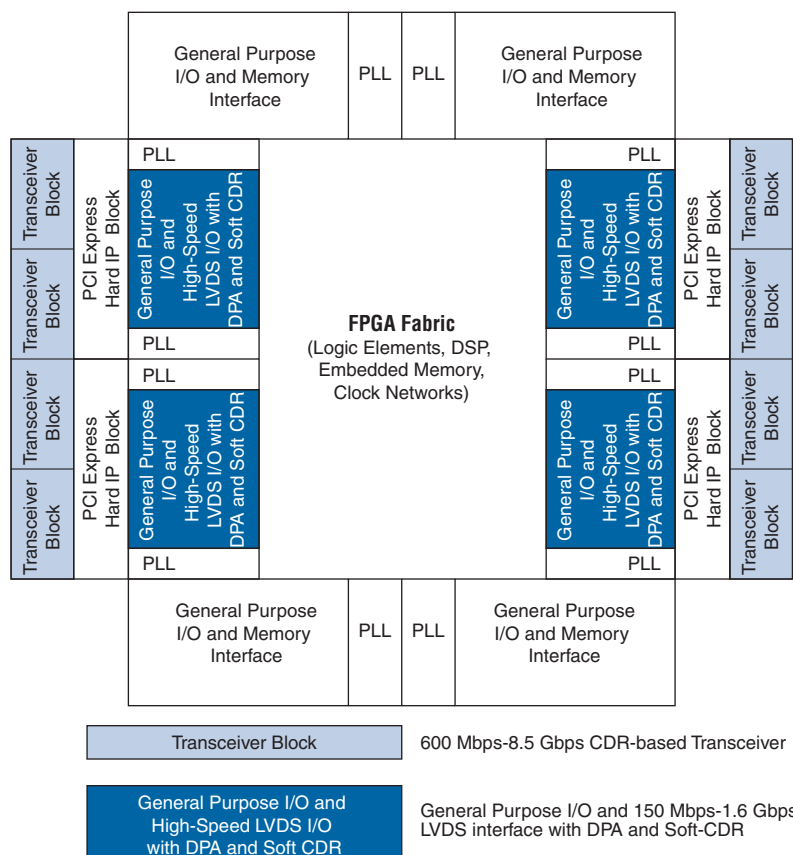 General Purpose
I/O and Memory
Interface
PLL
PLL
General Purpose
I/O and Memory
Interface
Transceiver
Block
Transceiver
Block
PCI Express
Hard IP Block
PLL
General Purpose
I/O and
High-Speed
LVDS I/O with
DPA and Soft CDR
PLL
PLL
General Purpose
I/O and
High-Speed
LVDS I/O with
DPA and Soft CDR
PCI Express
Hard IP Block
Transceiver
Block
Transceiver
Block
FPGA Fabric
(Logic Elements, DSP,
Embedded Memory,
Clock Networks)
PLL
PLL
Transceiver
Block
Transceiver
Block
PCI Express
Hard IP Block
General Purpose
I/O and
High-Speed
LVDS I/O with
DPA and Soft CDR
PLL
PLL
General Purpose
I/O and
High-Speed
LVDS I/O with
DPA and Soft CDR
PCI Express
Hard IP Block
Transceiver
Block
Transceiver
Block
PLL
PLL
General Purpose
I/O and Memory
Interface
PLL
PLL
General Purpose
I/O and Memory
Interface
Transceiver Block
600 Mbps-8.5 Gbps CDR-based Transceiver
General Purpose I/O and
High-Speed LVDS I/O
with DPA and Soft CDR
General Purpose I/O and 150 Mbps-1.6 Gbps
LVDS interface with DPA and Soft-CDR